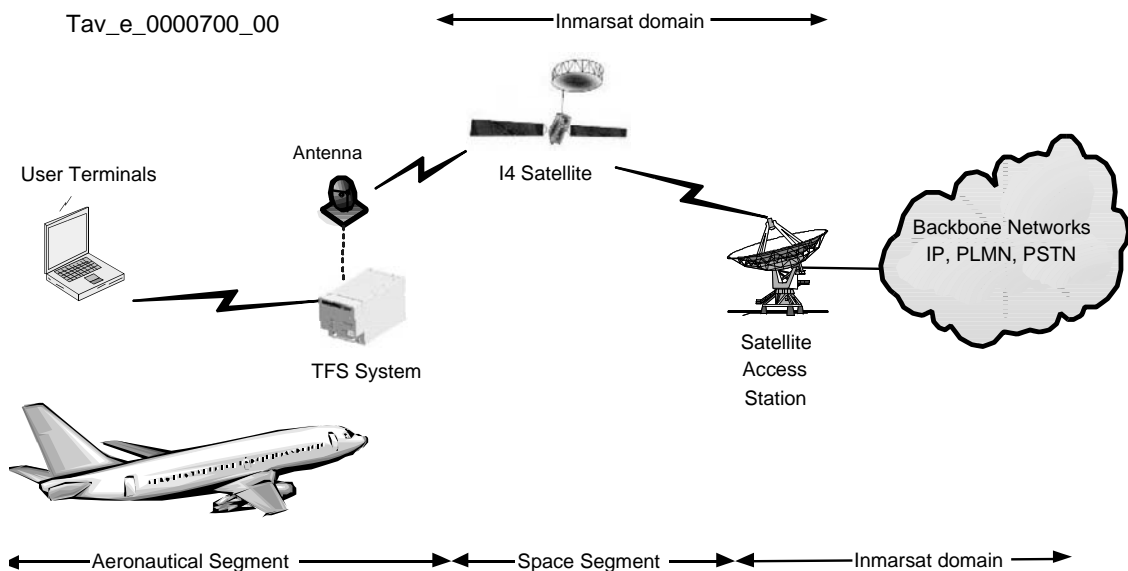 Tav_e_0000700_00
Inmarsat domain
Antenna
User Terminals
I4 Satellite
Backbone Networks
IP, PLMN, PSTN
TFS System
Satellite
Access
Station
Aeronautical Segment
Space Segment
Inmarsat domain